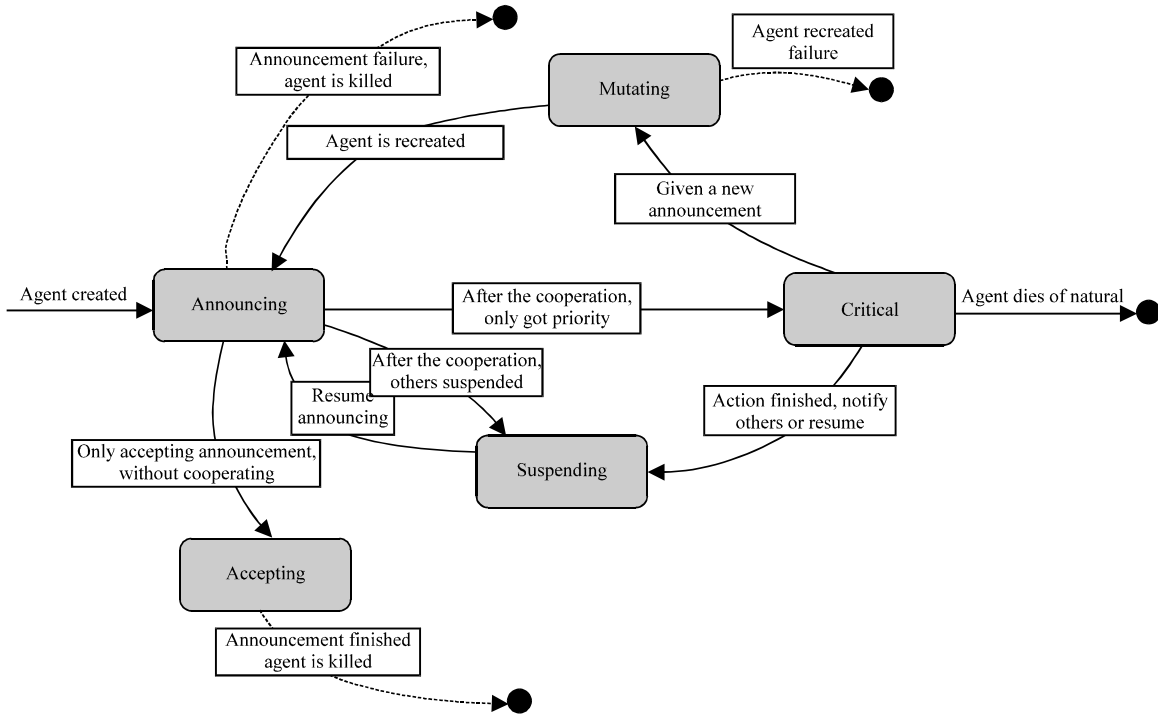 Announcement failure,
agent is killed
Agent recreated
failure
Mutating
Agent is recreated
Given a new
announcement
Agent created
Announcing
After the cooperation,
only got priority
Critical
Agent dies of natural
After the cooperation,
others suspended
Resume
announcing
Action finished, notify
others or resume
Only accepting announcement,
without cooperating
Suspending
Accepting
Announcement finished
agent is killed